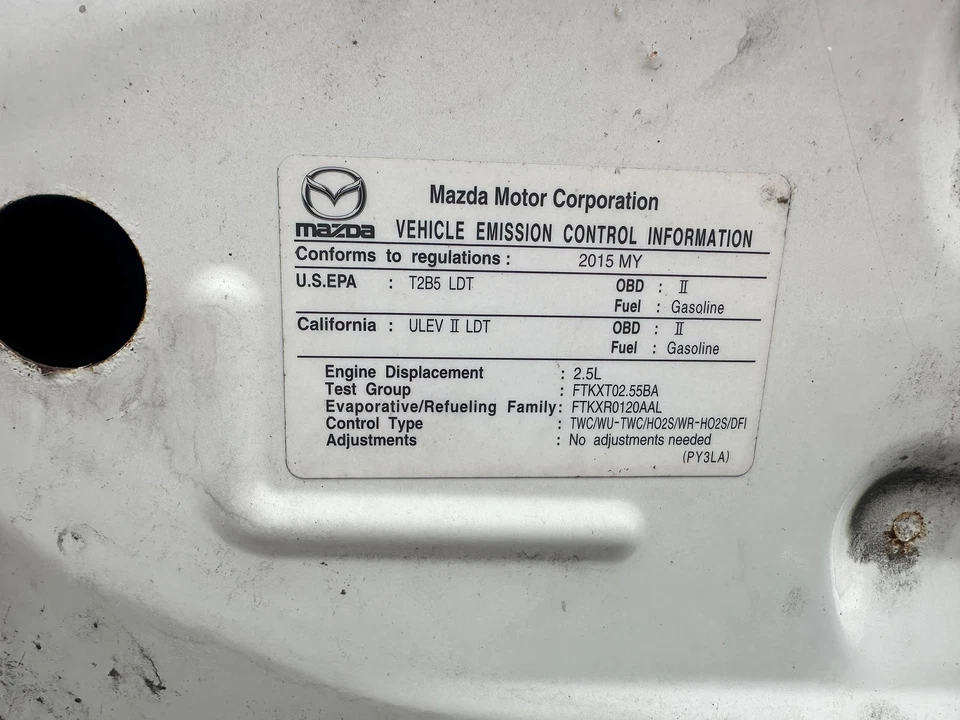 Mazda Motor Corporation
mazda VEHICLE EMISSION CONTROL INFORMATION
Conforms to regulations : 2015 MY
U.S.EPA : T2B5 LDT OBD : II
Fuel : Gasoline
California : ULEV II LDT OBD : II
Fuel : Gasoline
Engine Displacement : 2.5L
Test Group : FTKXT02.55BA
Evaporative/Refueling Family: FTKXR0120AAL
Control Type : TWC/WU-TWC/HO2S/WR-HO2S/DFI
Adjustments : No adjustments needed
(PY3LA)